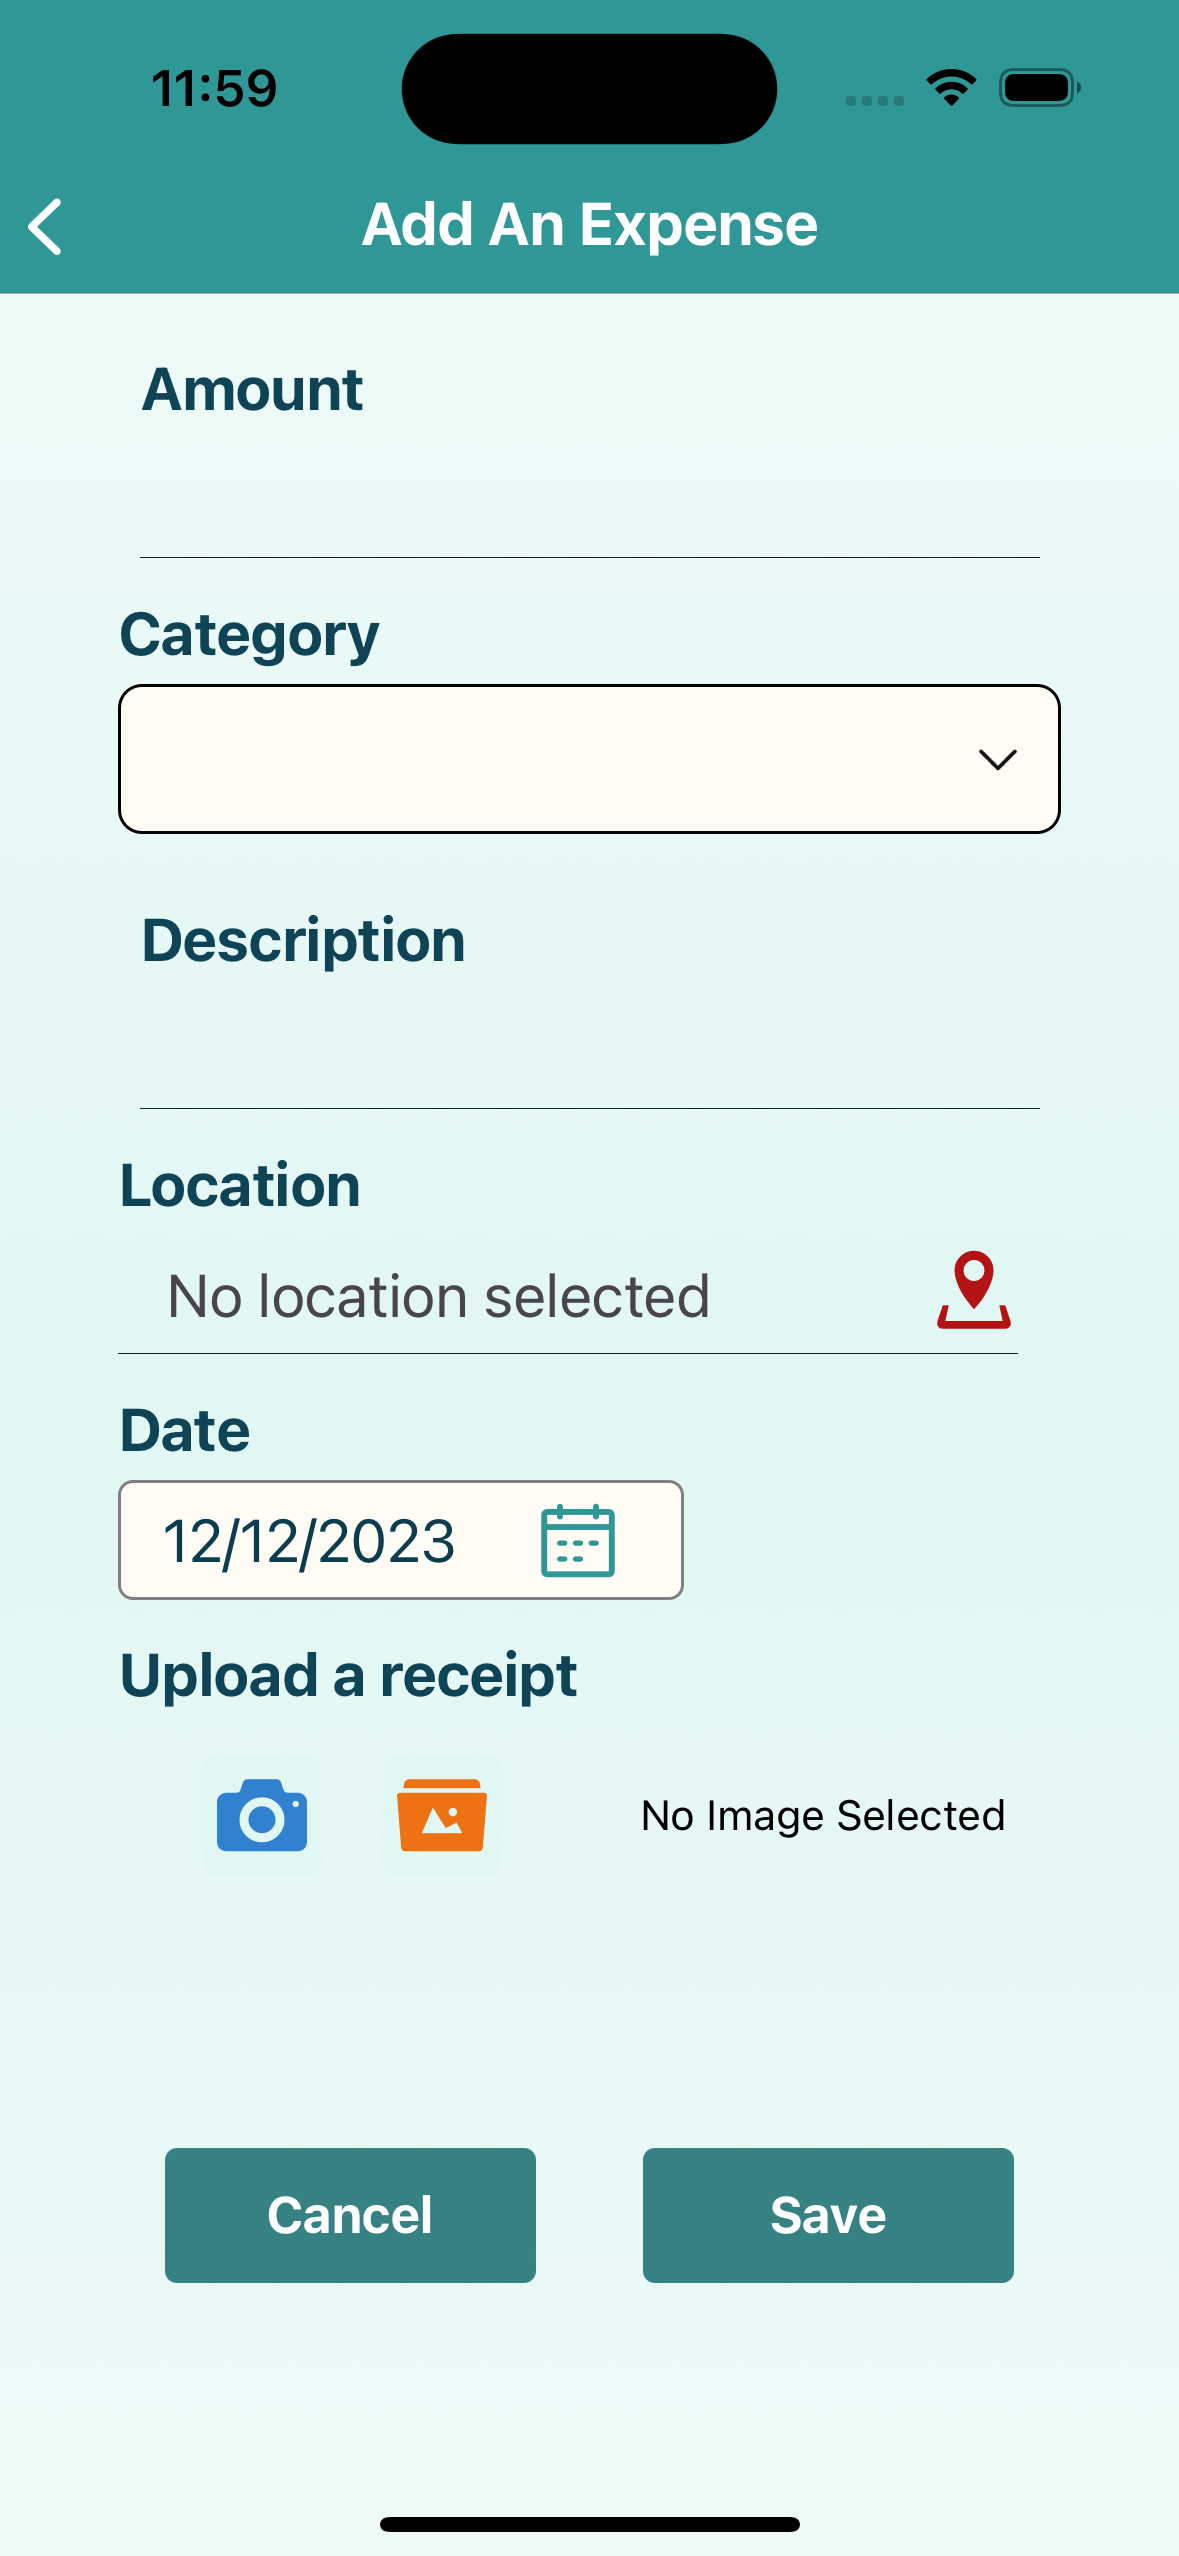 11:59
Add An Expense
Amount
Category
Description
Location
No location selected
Date
12/12/2023
Upload a receipt
No Image Selected
Cancel
Save